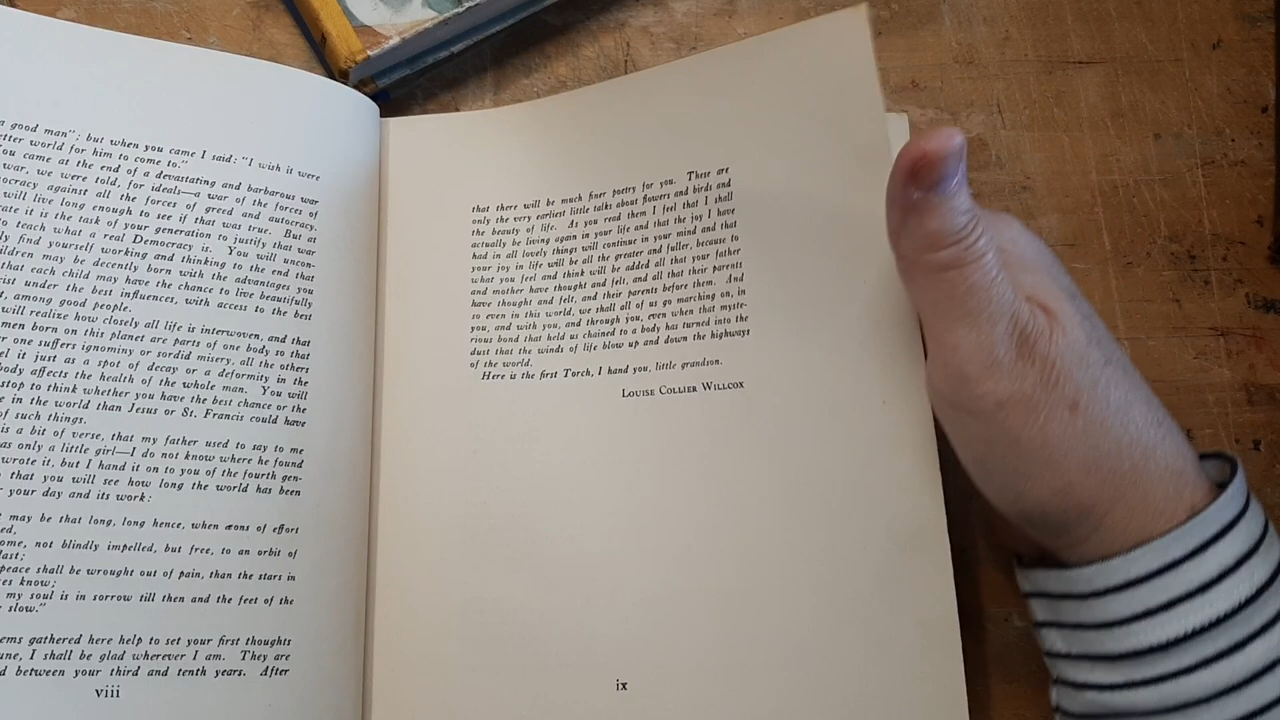 a good man"; but when you came I said: "I wish it were
better world for him to come to."
You came at the end of a devastating and barbarous war
war, we were told, for ideals—a war of the forces of
against all the forces of greed and autocracy.
will live long enough to see if that was true. But at
rate it is the task of your generation to justify that war
to teach what a real Democracy is. You will uncon-
find yourself working and thinking to the end that
children may be decently born with the advantages you
that each child may have the chance to live beautifully
under the best influences, with access to the best
among good people.
will realize how closely all life is interwoven, and that
men born on this planet are parts of one body so that
one suffers ignominy or sordid misery, all the others
it just as a spot of decay or a deformity in the
body affects the health of the whole man. You will
stop to think whether you have the best chance or the
in the world than Jesus or St. Francis could have
of such things.
is a bit of verse, that my father used to say to me
was only a little girl—I do not know where he found
wrote it, but I hand it on to you of the fourth gen-
that you will see how long the world has been
your day and its work:
may be that long, long hence, when æons of effort
not blindly impelled, but free, to an orbit of
peace shall be wrought out of pain, than the stars in
know;
my soul is in sorrow till then and the feet of the
slow."
gathered here help to set your first thoughts
I shall be glad wherever I am. They are
between your third and tenth years. After
viii
that there will be much finer poetry for you. These are
only the very earliest little talks about flowers and birds and
the beauty of life. As you read them I feel that I shall
actually be living again in your life and that the joy I have
had in all lovely things will continue in your mind and that
your joy in life will be all the greater and fuller, because to
what you feel and think will be added all that your father
and mother have thought and felt, and all that their parents
have thought and felt, and their parents before them. And
so even in this world, we shall all of us go marching on, in
you, and with you, and through you, even when that myste-
rious bond that held us chained to a body has turned into the
dust that the winds of life blow up and down the highways
of the world.
Here is the first Torch, I hand you, little grandson.
Louise Collier Willcox
ix